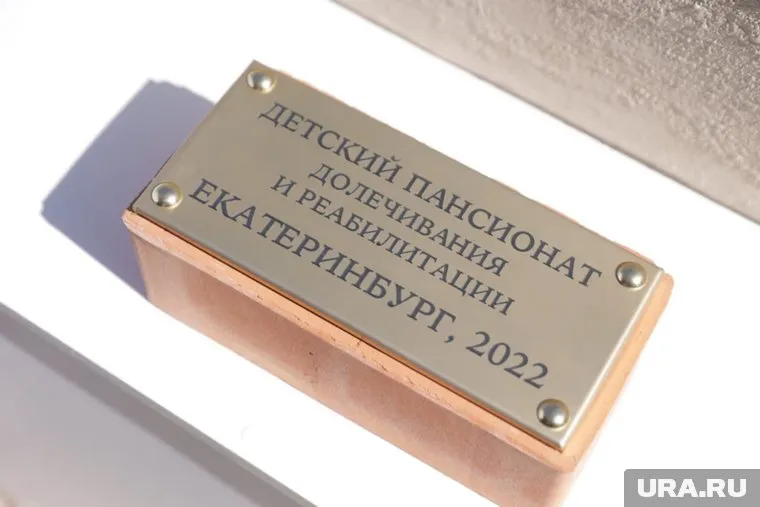 ДЕТСКИЙ ПАНСИОНАТ
ДОЛЕЧИВАНИЯ
И РЕАБИЛИТАЦИИ
ЕКАТЕРИНБУРГ, 2022
URA.RU